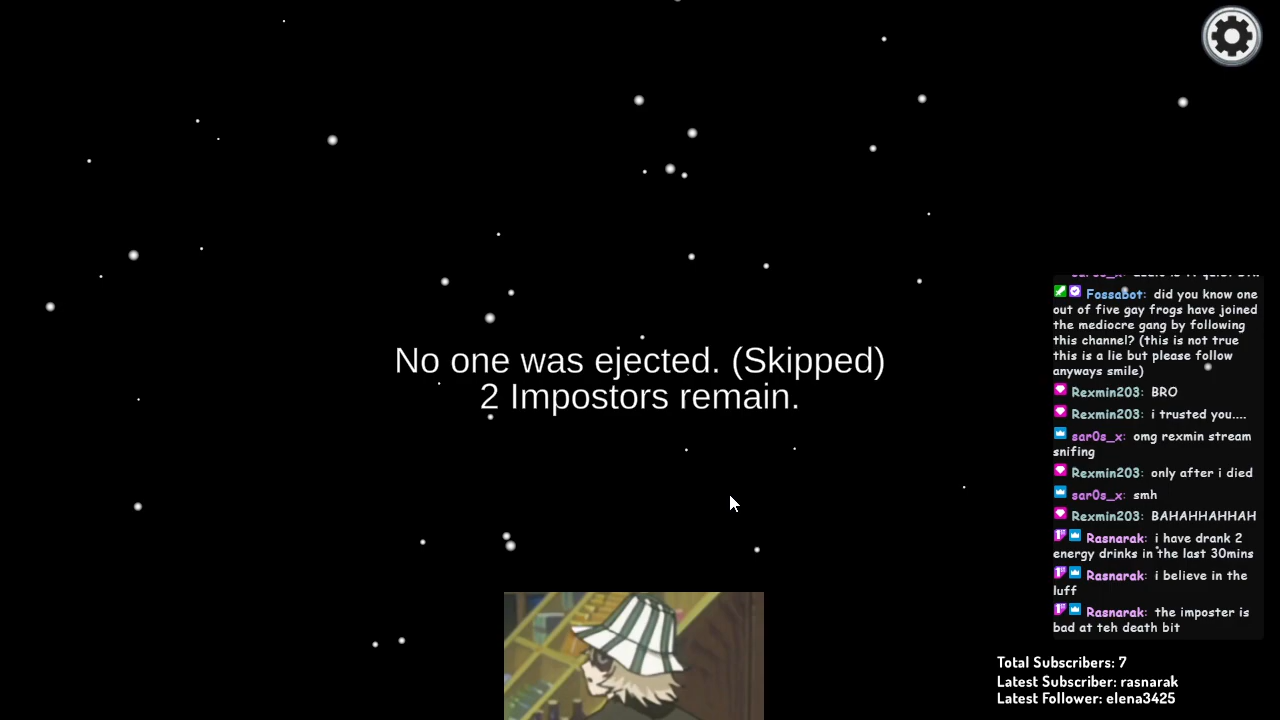 No one was ejected. (Skipped)
2 Impostors remain.
Fossabot: did you know one
out of five gay frogs have joined
the mediocre gang by following
this channel? (this is not true
this is a lie but please follow
anyways smile)
Rexmin203: BRO
Rexmin203: i trusted you....
sar0s_x: omg rexmin stream
snifing
Rexmin203: only after i died
sar0s_x: smh
Rexmin203: BAHAHHAHHAH
Rasnarak: i have drank 2
energy drinks in the last 30mins
Rasnarak: i believe in the
luff
Rasnarak: the imposter is
bad at teh death bit
Total Subscribers: 7
Latest Subscriber: rasnarak
Latest Follower: elena3425